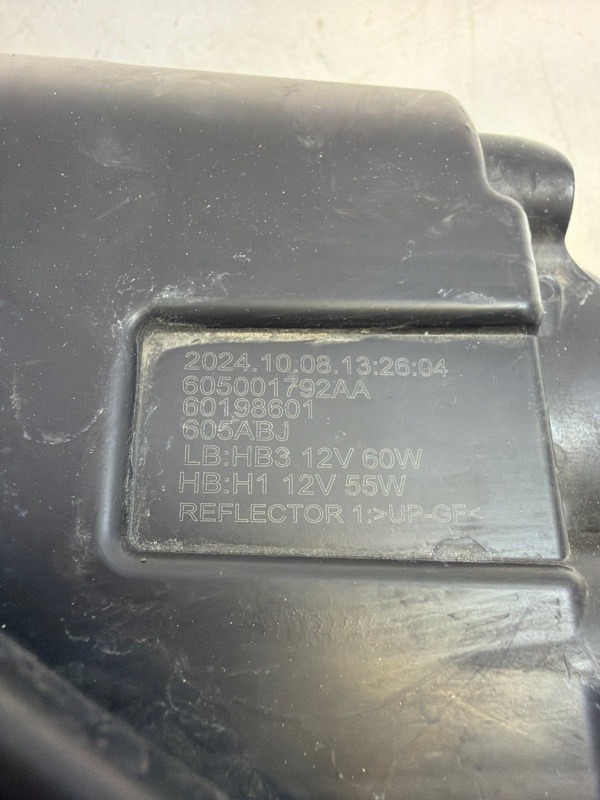 2024.10.08.13:26:04
605001792AA
60198601
605ABJ
LB:HB3 12V 60W
HB:H1 12V 55W
REFLECTOR 1:>UP-GF<